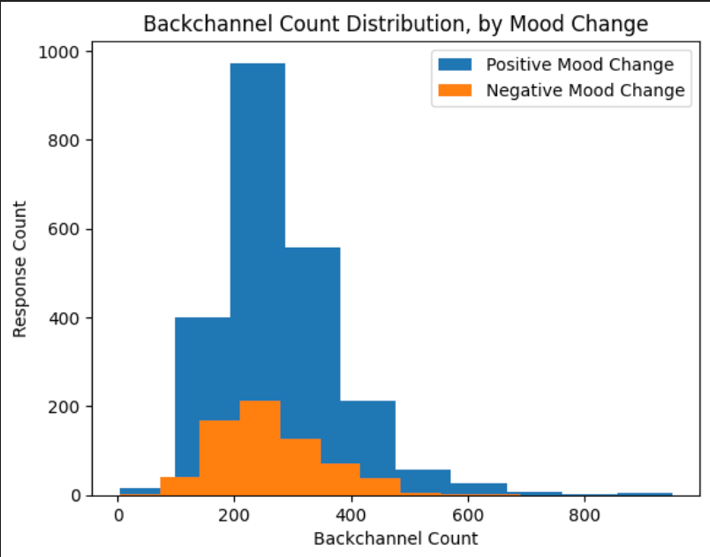 Backchannel Count Distribution, by Mood Change
Positive Mood Change
Negative Mood Change
Response Count
1000
800
600
400
200
0
0 200 400 600 800
Backchannel Count